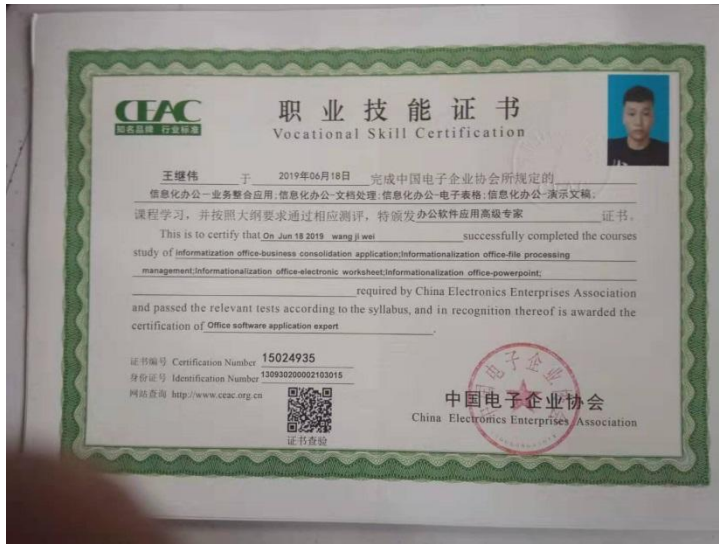 CEAC
知名品牌 行业标准
职业技能证书
Vocational Skill Certification
王继伟 于 2019年06月18日 完成中国电子企业协会所规定的
信息化办公–业务整合应用;信息化办公–文档处理;信息化办公–电子表格;信息化办公–演示文稿;
课程学习，并按照大纲要求通过相应测评，特颁发办公软件应用高级专家 证书。
This is to certify that On Jun 18 2019 wang ji wei successfully completed the courses
study of Informatization office-business consolidation application;Informationalization office-file processing
management;Informationalization office-electronic worksheet;Informationalization office-powerpoint;
required by China Electronics Enterprises Association
and passed the relevant tests according to the syllabus, and in recognition thereof is awarded the
certification of Office software application expert.
证书编号 Certification Number 15024935
身份证号 Identification Number 130930200002103015
网站查询 http://www.ceac.org.cn
证书查验
中国电子企业协会
China Electronics Enterprises Association
中国电子企业协会